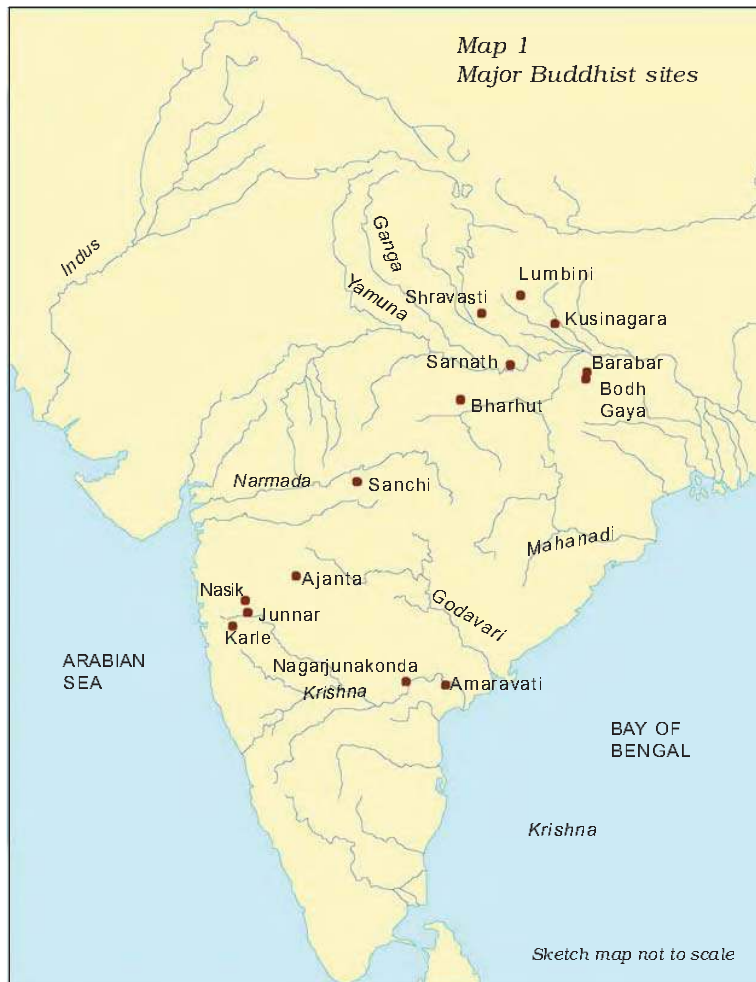 Map 1
Major Buddhist sites
Indus
Ganga
Yamuna
Lumbini
Shravasti
Kusinagara
Sarnath
Barabar
Bodh
Gaya
Bharhut
Narmada
Sanchi
Mahanadi
Ajanta
Nasik
Junnar
Karle
Godavari
ARABIAN
SEA
Nagarjunakonda
Krishna
Amaravati
BAY OF
BENGAL
Krishna
Sketch map not to scale